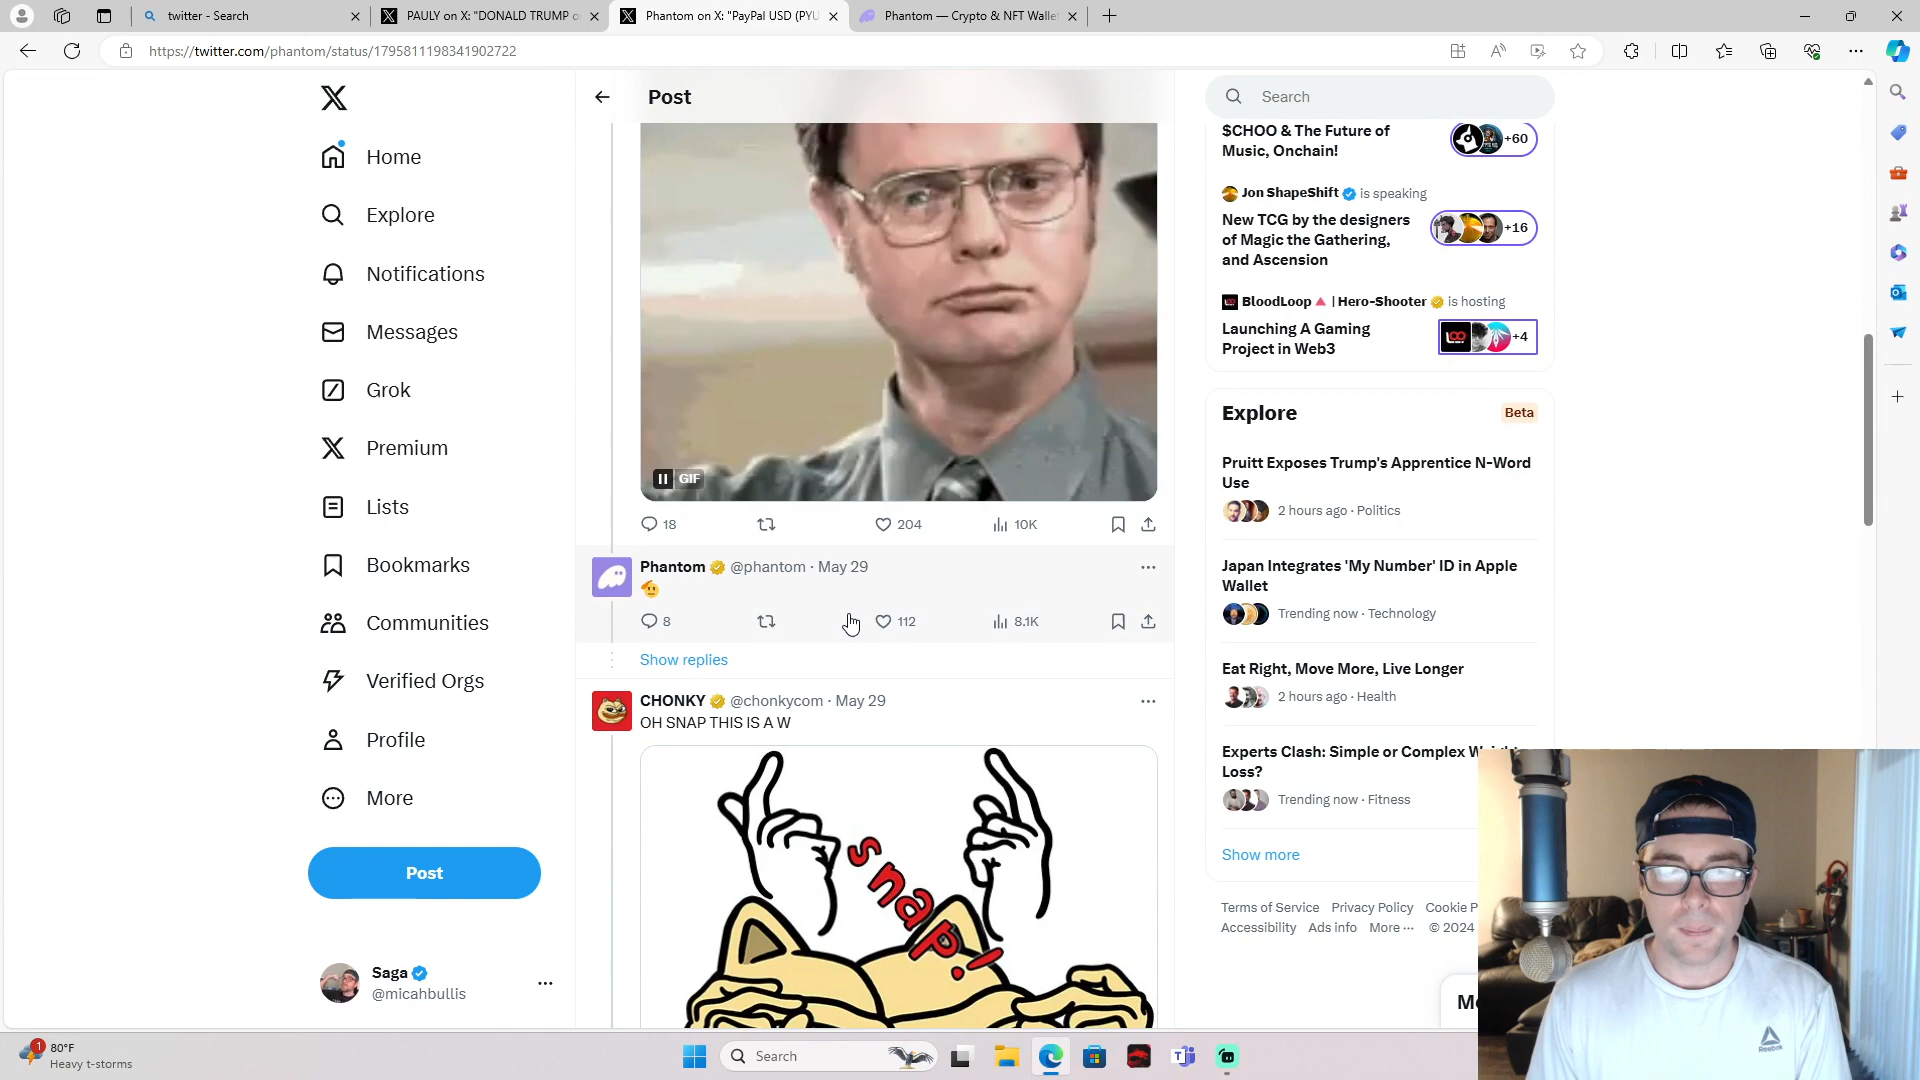 twitter - Search
PAULY on X: "DONALD TRUMP o
Phantom on X: "PayPal USD (PYU
Phantom — Crypto & NFT Walle
https://twitter.com/phantom/status/1795811198341902722
Post
Search
Home
Explore
Notifications
Messages
Grok
Premium
Lists
Bookmarks
Communities
Verified Orgs
Profile
More
Post
Saga
@micahbullis
GIF
18
204
10K
Phantom @phantom · May 29
8
112
8.1K
Show replies
CHONKY @chonkycom · May 29
OH SNAP THIS IS A W
snap!
$CHOO & The Future of
Music, Onchain!
+60
Jon ShapeShift is speaking
New TCG by the designers
of Magic the Gathering,
and Ascension
+16
BloodLoop | Hero-Shooter is hosting
Launching A Gaming
Project in Web3
+4
Explore
Beta
Pruitt Exposes Trump's Apprentice N-Word
Use
2 hours ago · Politics
Japan Integrates 'My Number' ID in Apple
Wallet
Trending now · Technology
Eat Right, Move More, Live Longer
2 hours ago · Health
Experts Clash: Simple or Complex
Loss?
Trending now · Fitness
Show more
Terms of Service Privacy Policy Cookie P
Accessibility Ads info More ··· © 2024
Reebok
1
80°F
Heavy t-storms
Search